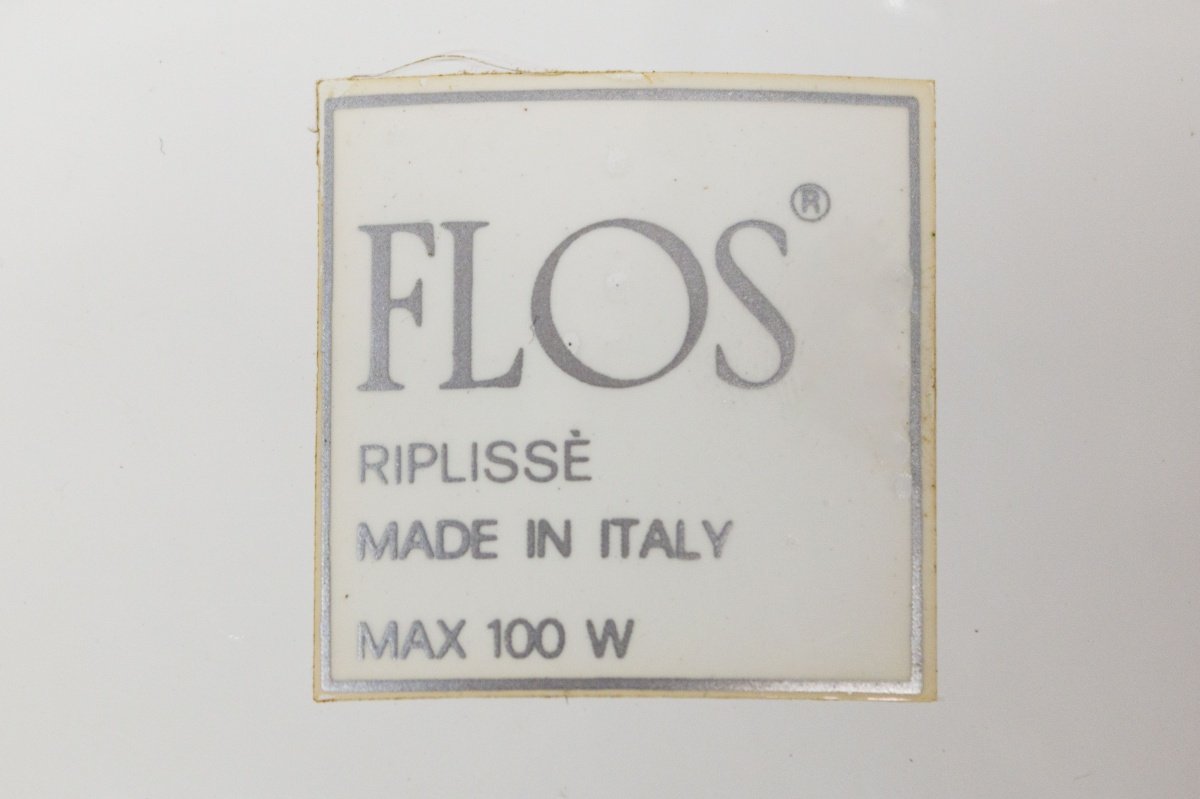 FLOS®
RIPLISSÈ
MADE IN ITALY
MAX 100 W